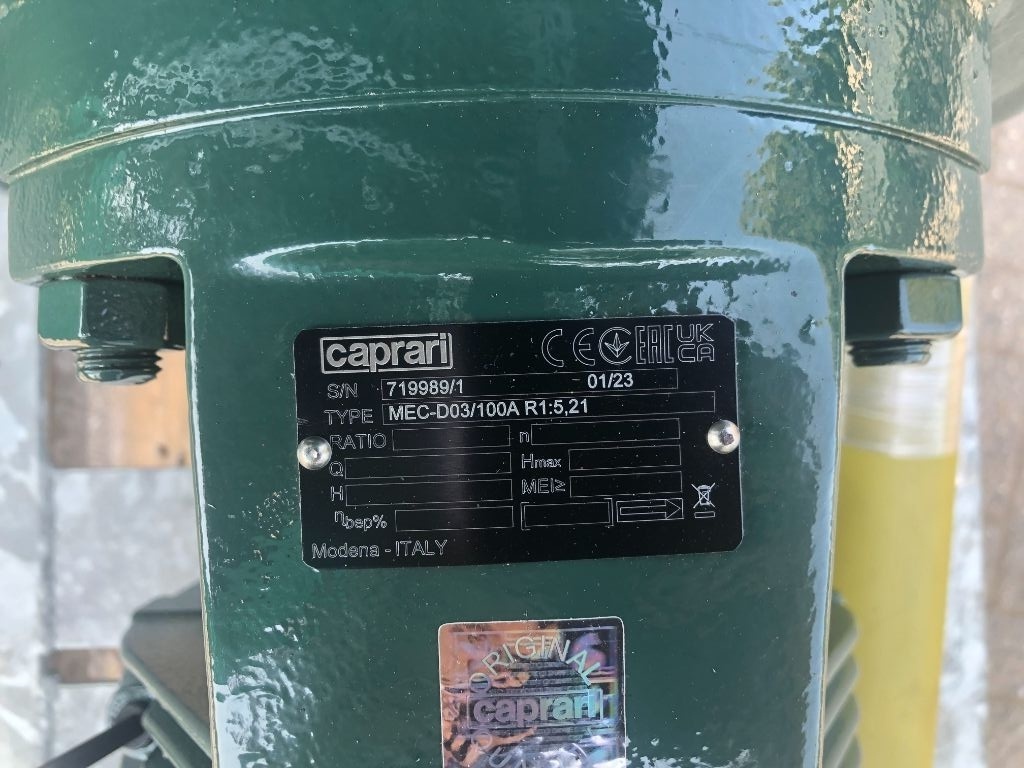 caprari CE EAC UK CA
S/N 719989/1 01/23
TYPE MEC-D03/100A R1:5,21
RATIO n
Q Hmax
H MEI≥
ηbep%
Modena - ITALY
ORIGINAL
caprari